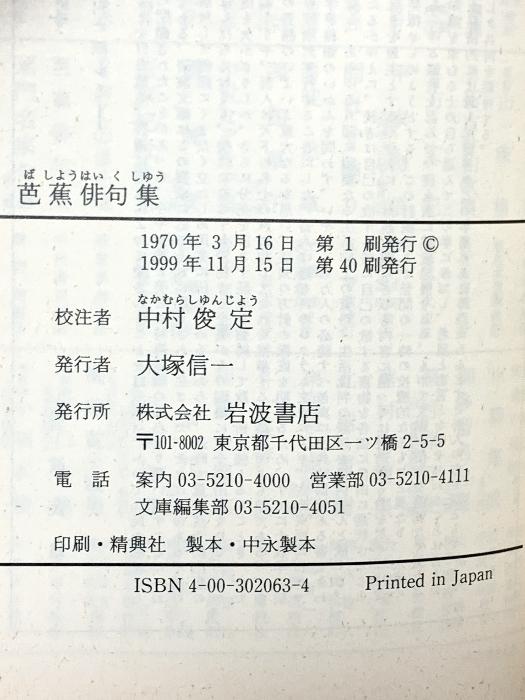 ばしようはいくしゆう
芭蕉俳句集
1970年3月16日 第1刷発行©
1999年11月15日 第40刷発行
なかむらしゆんじよう
校注者 中村俊定
発行者 大塚信一
発行所 株式会社 岩波書店
〒101-8002 東京都千代田区一ツ橋2-5-5
電話 案内03-5210-4000 営業部03-5210-4111
文庫編集部03-5210-4051
印刷・精興社 製本・中永製本
ISBN4-00-302063-4 Printed in Japan